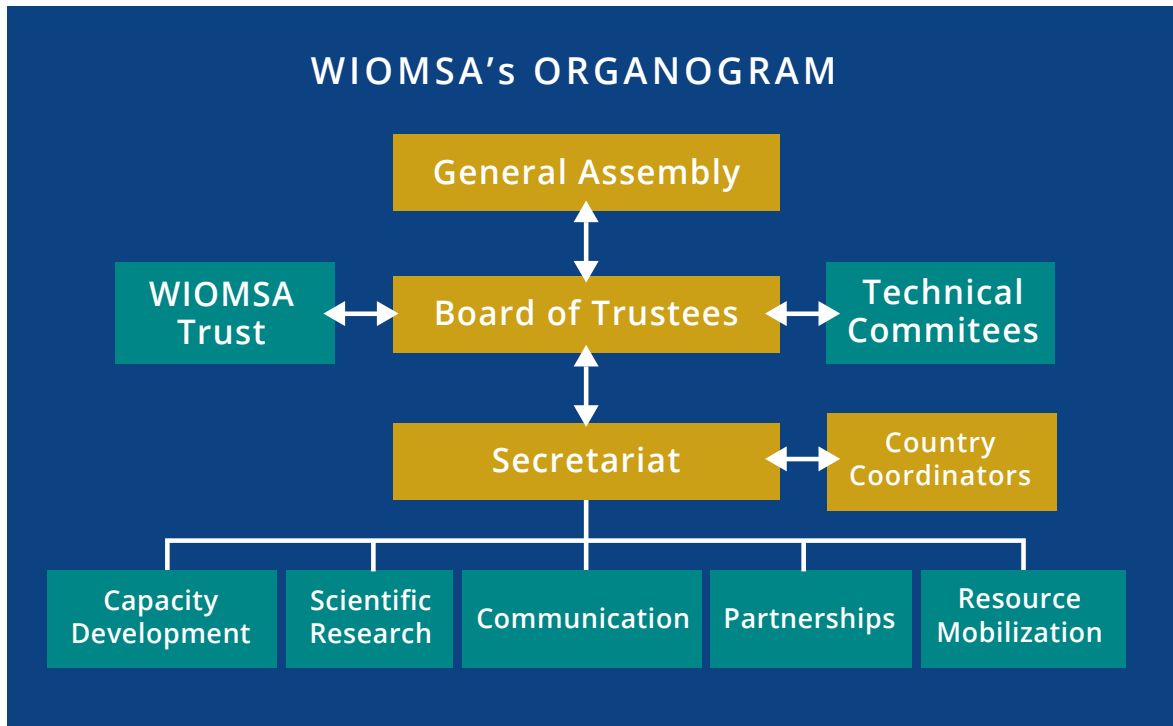 WIOMSA's ORGANOGRAM
General Assembly
WIOMSA
Trust
Board of Trustees
Technical
Commitees
Secretariat
Country
Coordinators
Capacity
Development
Scientific
Research
Communication
Partnerships
Resource
Mobilization